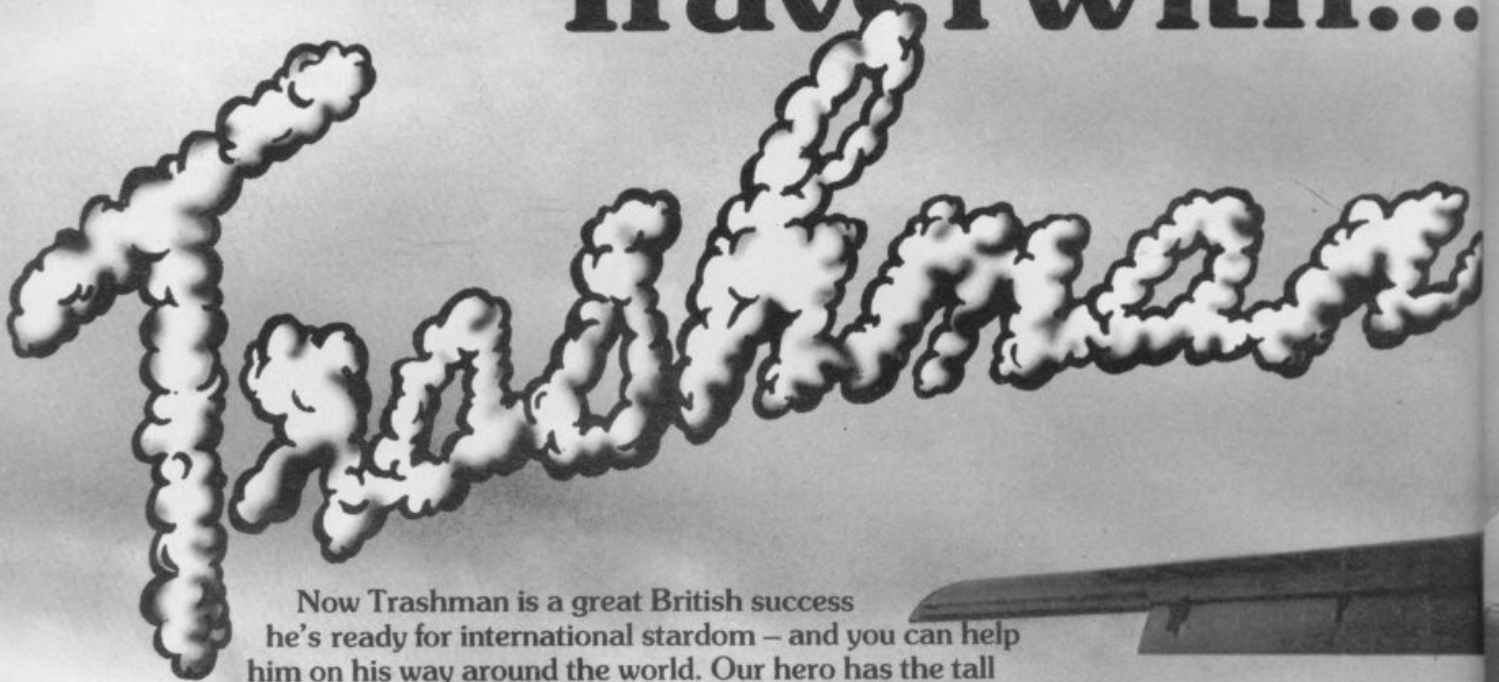 Travel with...
Trashman
Now Trashman is a great British success
he's ready for international stardom – and you can help
him on his way around the world. Our hero has the tall